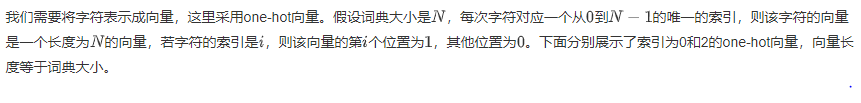 我们需要将字符表示成向量，这里采用one-hot向量。假设词典大小是N，每次字符对应一个从0到N − 1的唯一的索引，则该字符的向量
是一个长度为N的向量，若字符的索引是i，则该向量的第i个位置为1，其他位置为0。下面分别展示了索引为0和2的one-hot向量，向量长
度等于词典大小。